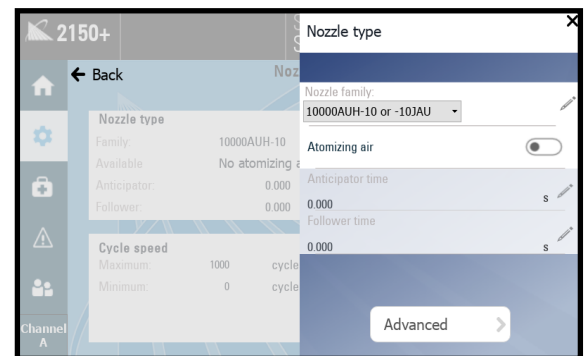 2150+
S
S
Back
Noz
Nozzle type
Family: 10000AUH-10
Available No atomizing a
Anticipator: 0.000
Follower: 0.000
Cycle speed
Maximum: 1000 cycle
Minimum: 0 cycle
Channel
A
Nozzle type
X
Nozzle family:
10000AUH-10 or -10JAU
Atomizing air
Anticipator time
0.000 s
Follower time
0.000 s
Advanced